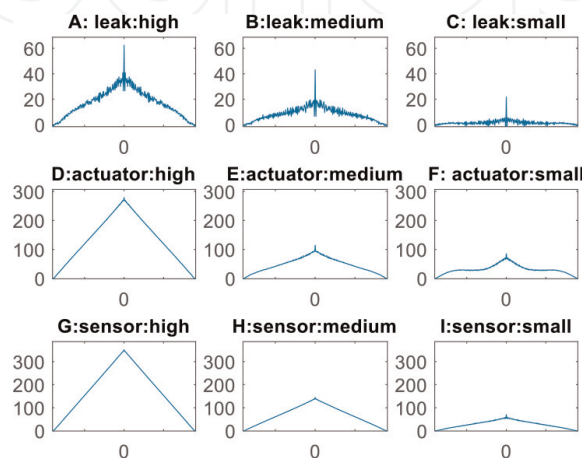 A: leak:high B:leak:medium C: leak:small
60 60 60
40 40 40
20 20 20
0 0 0
0 0 0
D:actuator:high E:actuator:medium F: actuator:small
300 300 300
200 200 200
100 100 100
0 0 0
0 0 0
G:sensor:high H:sensor:medium I:sensor:small
300 300 300
200 200 200
100 100 100
0 0 0
0 0 0